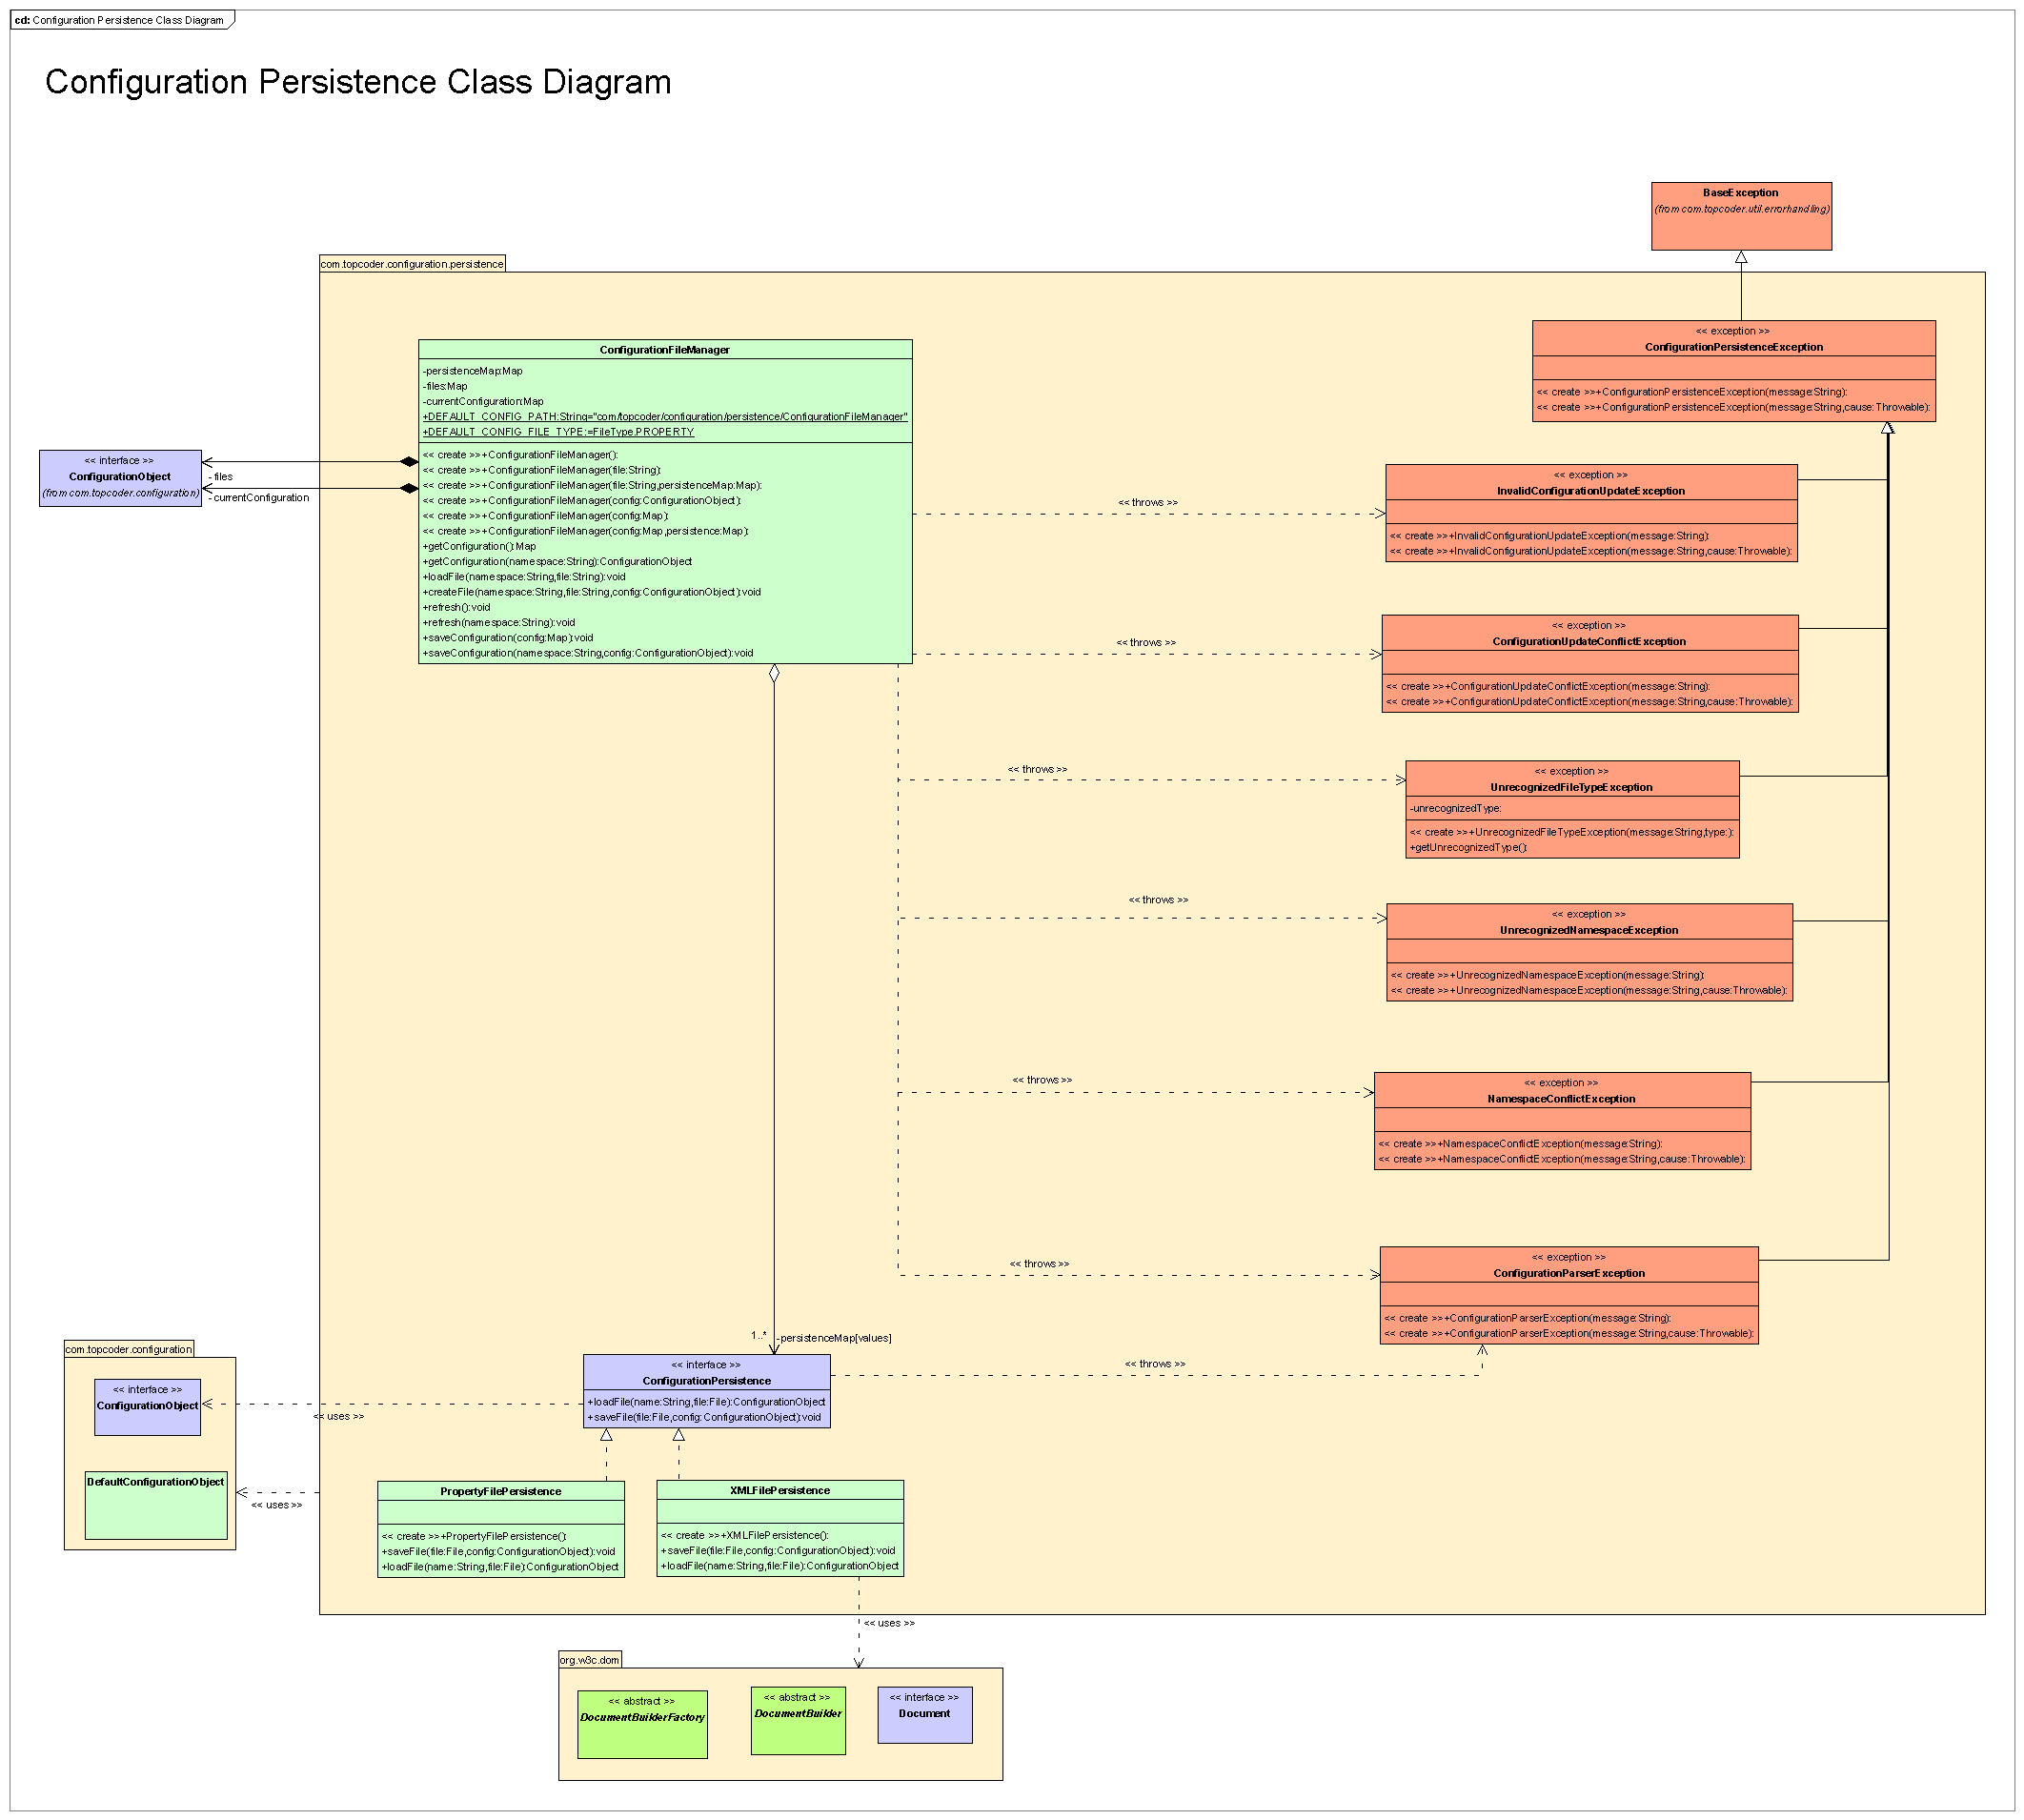 cd: Configuration Persistence Class Diagram
Configuration Persistence Class Diagram
BaseException
(from com.topcoder.util.errorhandling)
com.topcoder.configuration.persistence
<< exception >>
ConfigurationPersistenceException
<< create >>+ConfigurationPersistenceException(message:String):
<< create >>+ConfigurationPersistenceException(message:String,cause:Throwable):
ConfigurationFileManager
-persistenceMap:Map
-files:Map
-currentConfiguration:Map
+DEFAULT_CONFIG_PATH:String="com/topcoder/configuration/persistence/ConfigurationFileManager"
+DEFAULT_CONFIG_FILE_TYPE:=FileType.PROPERTY
<< create >>+ConfigurationFileManager():
<< create >>+ConfigurationFileManager(file:String):
<< create >>+ConfigurationFileManager(file:String,persistenceMap:Map):
<< create >>+ConfigurationFileManager(config:ConfigurationObject):
<< create >>+ConfigurationFileManager(config:Map):
<< create >>+ConfigurationFileManager(config:Map,persistence:Map):
+getConfiguration():Map
+getConfiguration(namespace:String):ConfigurationObject
+loadFile(namespace:String,file:String):void
+createFile(namespace:String,file:String,config:ConfigurationObject):void
+refresh():void
+refresh(namespace:String):void
+saveConfiguration(config:Map):void
+saveConfiguration(namespace:String,config:ConfigurationObject):void
<< interface >>
ConfigurationObject
(from com.topcoder.configuration)
- files
- currentConfiguration
<< throws >>
<< exception >>
InvalidConfigurationUpdateException
<< create >>+InvalidConfigurationUpdateException(message:String):
<< create >>+InvalidConfigurationUpdateException(message:String,cause:Throwable):
<< throws >>
<< exception >>
ConfigurationUpdateConflictException
<< create >>+ConfigurationUpdateConflictException(message:String):
<< create >>+ConfigurationUpdateConflictException(message:String,cause:Throwable):
<< throws >>
<< exception >>
UnrecognizedFileTypeException
-unrecognizedType:
<< create >>+UnrecognizedFileTypeException(message:String,type:):
+getUnrecognizedType():
<< throws >>
<< exception >>
UnrecognizedNamespaceException
<< create >>+UnrecognizedNamespaceException(message:String):
<< create >>+UnrecognizedNamespaceException(message:String,cause:Throwable):
<< throws >>
<< exception >>
NamespaceConflictException
<< create >>+NamespaceConflictException(message:String):
<< create >>+NamespaceConflictException(message:String,cause:Throwable):
<< throws >>
<< exception >>
ConfigurationParserException
<< create >>+ConfigurationParserException(message:String):
<< create >>+ConfigurationParserException(message:String,cause:Throwable):
1..*
-persistenceMap[values]
<< throws >>
<< interface >>
ConfigurationPersistence
+loadFile(name:String,file:File):ConfigurationObject
+saveFile(file:File,config:ConfigurationObject):void
com.topcoder.configuration
<< interface >>
ConfigurationObject
<< uses >>
DefaultConfigurationObject
<< uses >>
PropertyFilePersistence
<< create >>+PropertyFilePersistence():
+saveFile(file:File,config:ConfigurationObject):void
+loadFile(name:String,file:File):ConfigurationObject
XMLFilePersistence
<< create >>+XMLFilePersistence():
+saveFile(file:File,config:ConfigurationObject):void
+loadFile(name:String,file:File):ConfigurationObject
<< uses >>
org.w3c.dom
<< abstract >>
DocumentBuilderFactory
<< abstract >>
DocumentBuilder
<< interface >>
Document